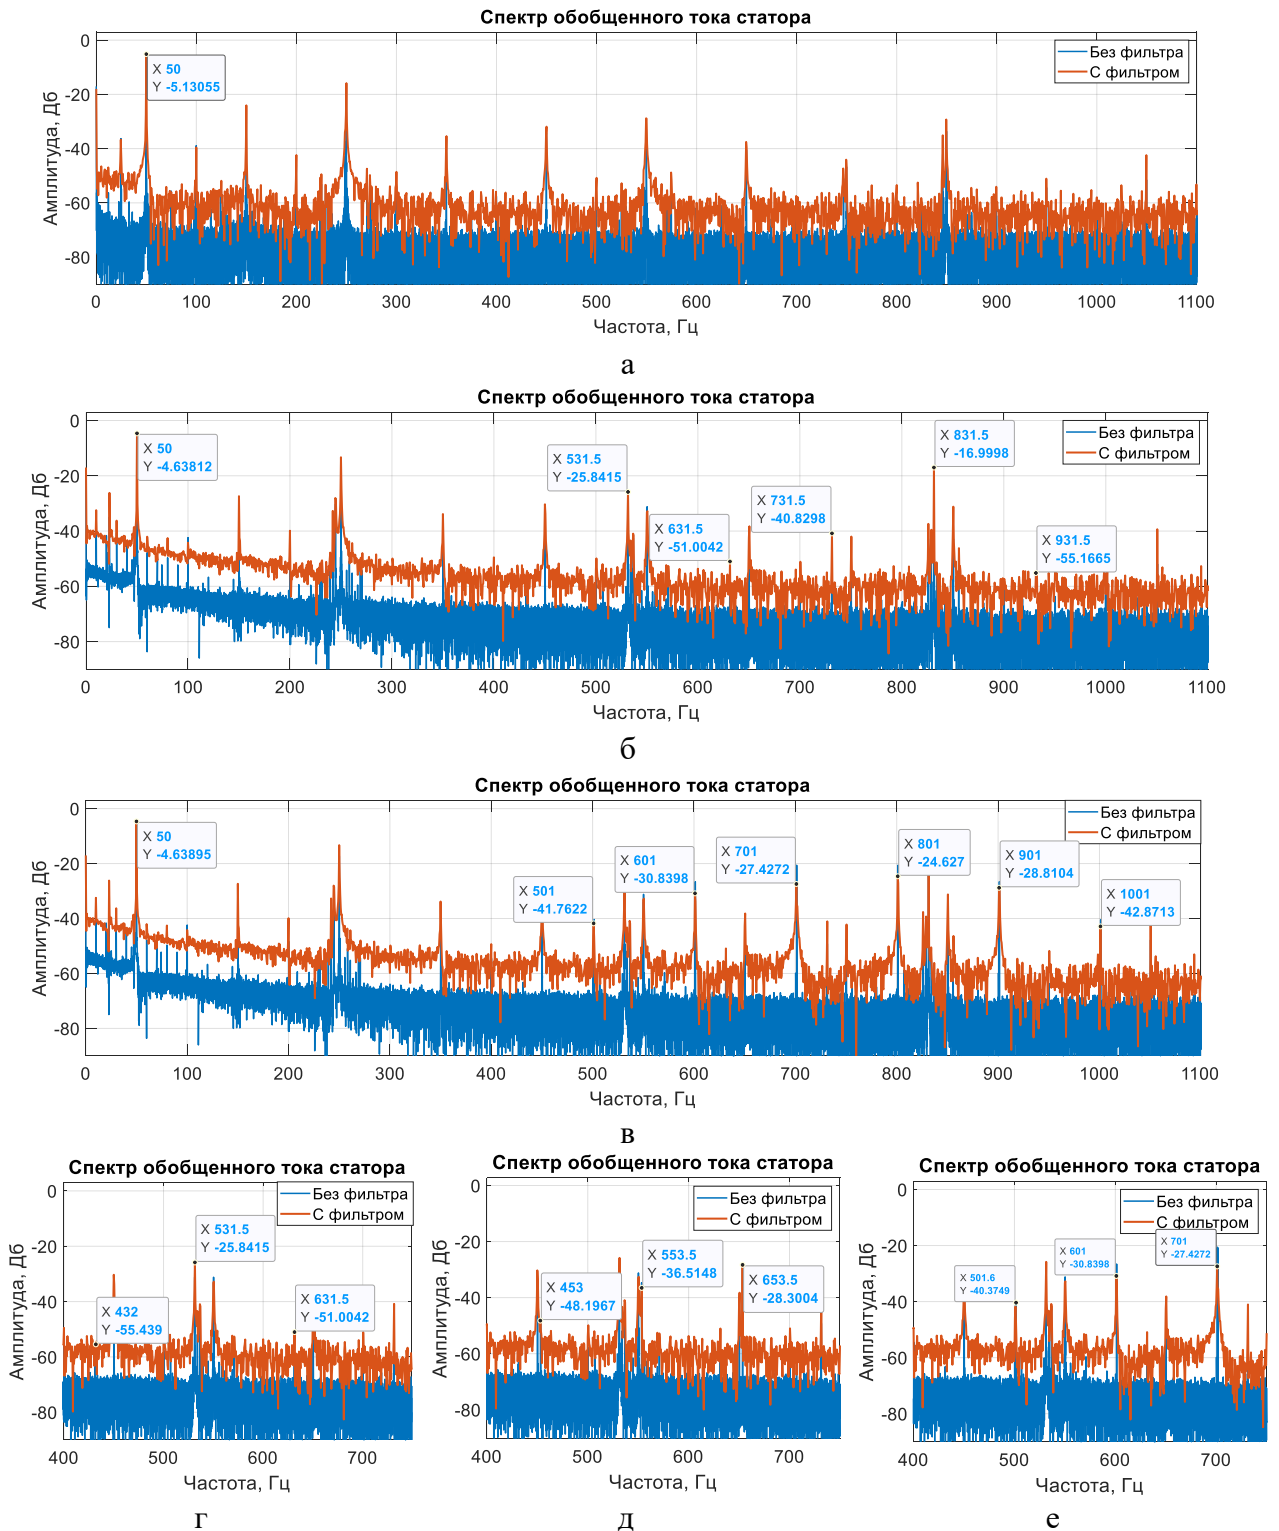 Спектр обобщенного тока статора
Без фильтра
С фильтром
X 50
Y -5.13055
Амплитуда, Дб
0
-20
-40
-60
-80
0 100 200 300 400 500 600 700 800 900 1000 1100
Частота, Гц
а
Спектр обобщенного тока статора
Без фильтра
С фильтром
X 50
Y -4.63812
X 531.5
Y -25.8415
X 631.5
Y -51.0042
X 731.5
Y -40.8298
X 831.5
Y -16.9998
X 931.5
Y -55.1665
Амплитуда, Дб
0
-20
-40
-60
-80
0 100 200 300 400 500 600 700 800 900 1000 1100
Частота, Гц
б
Спектр обобщенного тока статора
Без фильтра
С фильтром
X 50
Y -4.63895
X 501
Y -41.7622
X 601
Y -30.8398
X 701
Y -27.4272
X 801
Y -24.627
X 901
Y -28.8104
X 1001
Y -42.8713
Амплитуда, Дб
0
-20
-40
-60
-80
0 100 200 300 400 500 600 700 800 900 1000 1100
Частота, Гц
в
Спектр обобщенного тока статора
Без фильтра
С фильтром
X 432
Y -55.439
X 531.5
Y -25.8415
X 631.5
Y -51.0042
Амплитуда, Дб
0
-20
-40
-60
-80
400 500 600 700
Частота, Гц
г
Спектр обобщенного тока статора
Без фильтра
С фильтром
X 453
Y -48.1967
X 553.5
Y -36.5148
X 653.5
Y -28.3004
Амплитуда, Дб
0
-20
-40
-60
-80
400 500 600 700
Частота, Гц
д
Спектр обобщенного тока статора
Без фильтра
С фильтром
X 501.6
Y -40.3749
X 601
Y -30.8398
X 701
Y -27.4272
Амплитуда, Дб
0
-20
-40
-60
-80
400 500 600 700
Частота, Гц
е